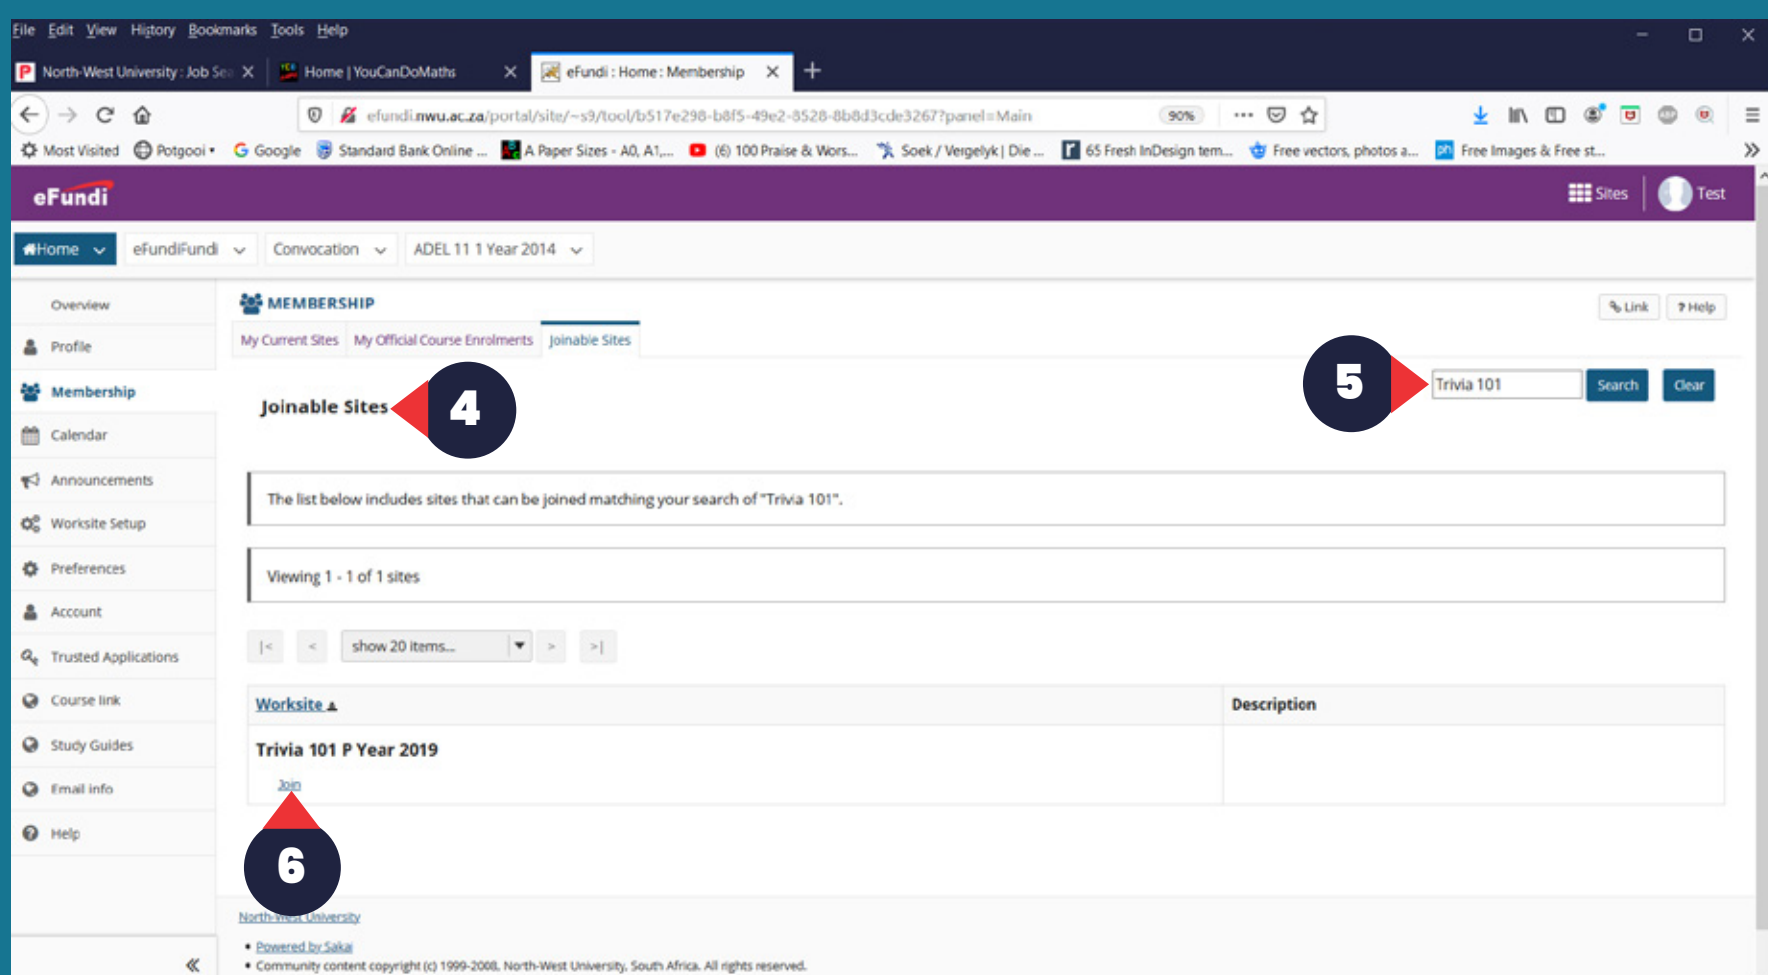 File Edit View History Bookmarks Tools Help
North-West University : Job Sea
Home | YouCanDoMaths
eFundi : Home : Membership
efundi.nwu.ac.za/portal/site/~s9/tool/b517e298-b8f5-49e2-8528-8b8d3cde3267?panel=Main 90%
Most Visited Potgooi Google Standard Bank Online ... A Paper Sizes - A0, A1,... (6) 100 Praise & Wors... Soek / Vergelyk | Die ... 65 Fresh InDesign tem... Free vectors, photos a... Free Images & Free st...
eFundi Sites Test
Home eFundiFundi Convocation ADEL 11 1 Year 2014
Overview
Profile
Membership
Calendar
Announcements
Worksite Setup
Preferences
Account
Trusted Applications
Course link
Study Guides
Email info
Help
MEMBERSHIP
Link ? Help
My Current Sites My Official Course Enrolments Joinable Sites
Joinable Sites
4
5
Trivia 101 Search Clear
The list below includes sites that can be joined matching your search of "Trivia 101".
Viewing 1 - 1 of 1 sites
|< < show 20 items... > >|
Worksite Description
Trivia 101 P Year 2019
Join
6
North-West University
• Powered by Sakai
• Community content copyright (c) 1999-2008, North-West University, South Africa. All rights reserved.